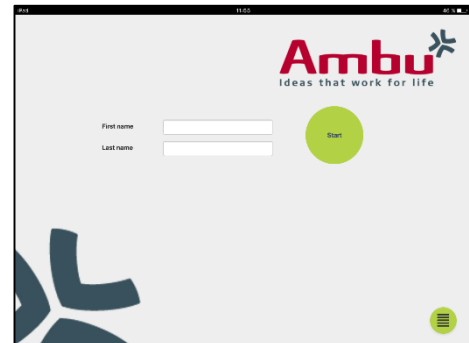 iPad 11:55 46 %
Ambu
Ideas that work for life
First name
Start
Last name